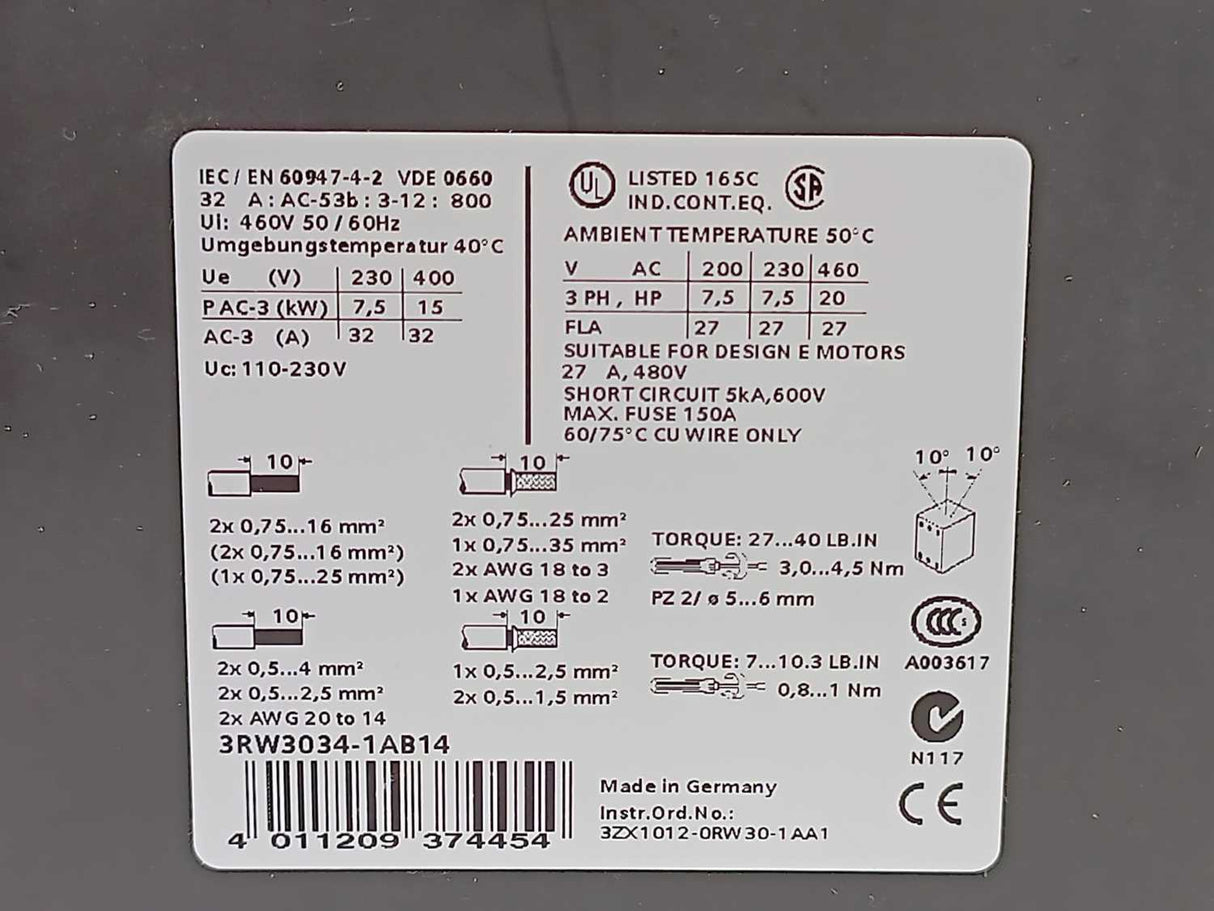 IEC / EN 60947-4-2 VDE 0660
32 A : AC-53b : 3-12 : 800
Ui: 460V 50 / 60Hz
Umgebungstemperatur 40°C
Ue (V) 230 400
P AC-3 (kW) 7,5 15
AC-3 (A) 32 32
Uc: 110-230V
UL LISTED 165C
IND.CONT.EQ.
SA
AMBIENT TEMPERATURE 50°C
V AC 200 230 460
3 PH , HP 7,5 7,5 20
FLA 27 27 27
SUITABLE FOR DESIGN E MOTORS
27 A, 480V
SHORT CIRCUIT 5kA,600V
MAX. FUSE 150A
60/75°C CU WIRE ONLY
10
2x 0,75...16 mm²
(2x 0,75...16 mm²)
(1x 0,75...25 mm²)
10
2x 0,75...25 mm²
1x 0,75...35 mm²
2x AWG 18 to 3
1x AWG 18 to 2
TORQUE: 27...40 LB.IN
3,0...4,5 Nm
PZ 2/ ø 5...6 mm
10° 10°
10
2x 0,5...4 mm²
2x 0,5...2,5 mm²
2x AWG 20 to 14
10
1x 0,5...2,5 mm²
2x 0,5...1,5 mm²
TORQUE: 7...10.3 LB.IN
0,8...1 Nm
CCC S
A003617
N117
CE
3RW3034-1AB14
4 011209 374454
Made in Germany
Instr.Ord.No.:
3ZX1012-0RW30-1AA1